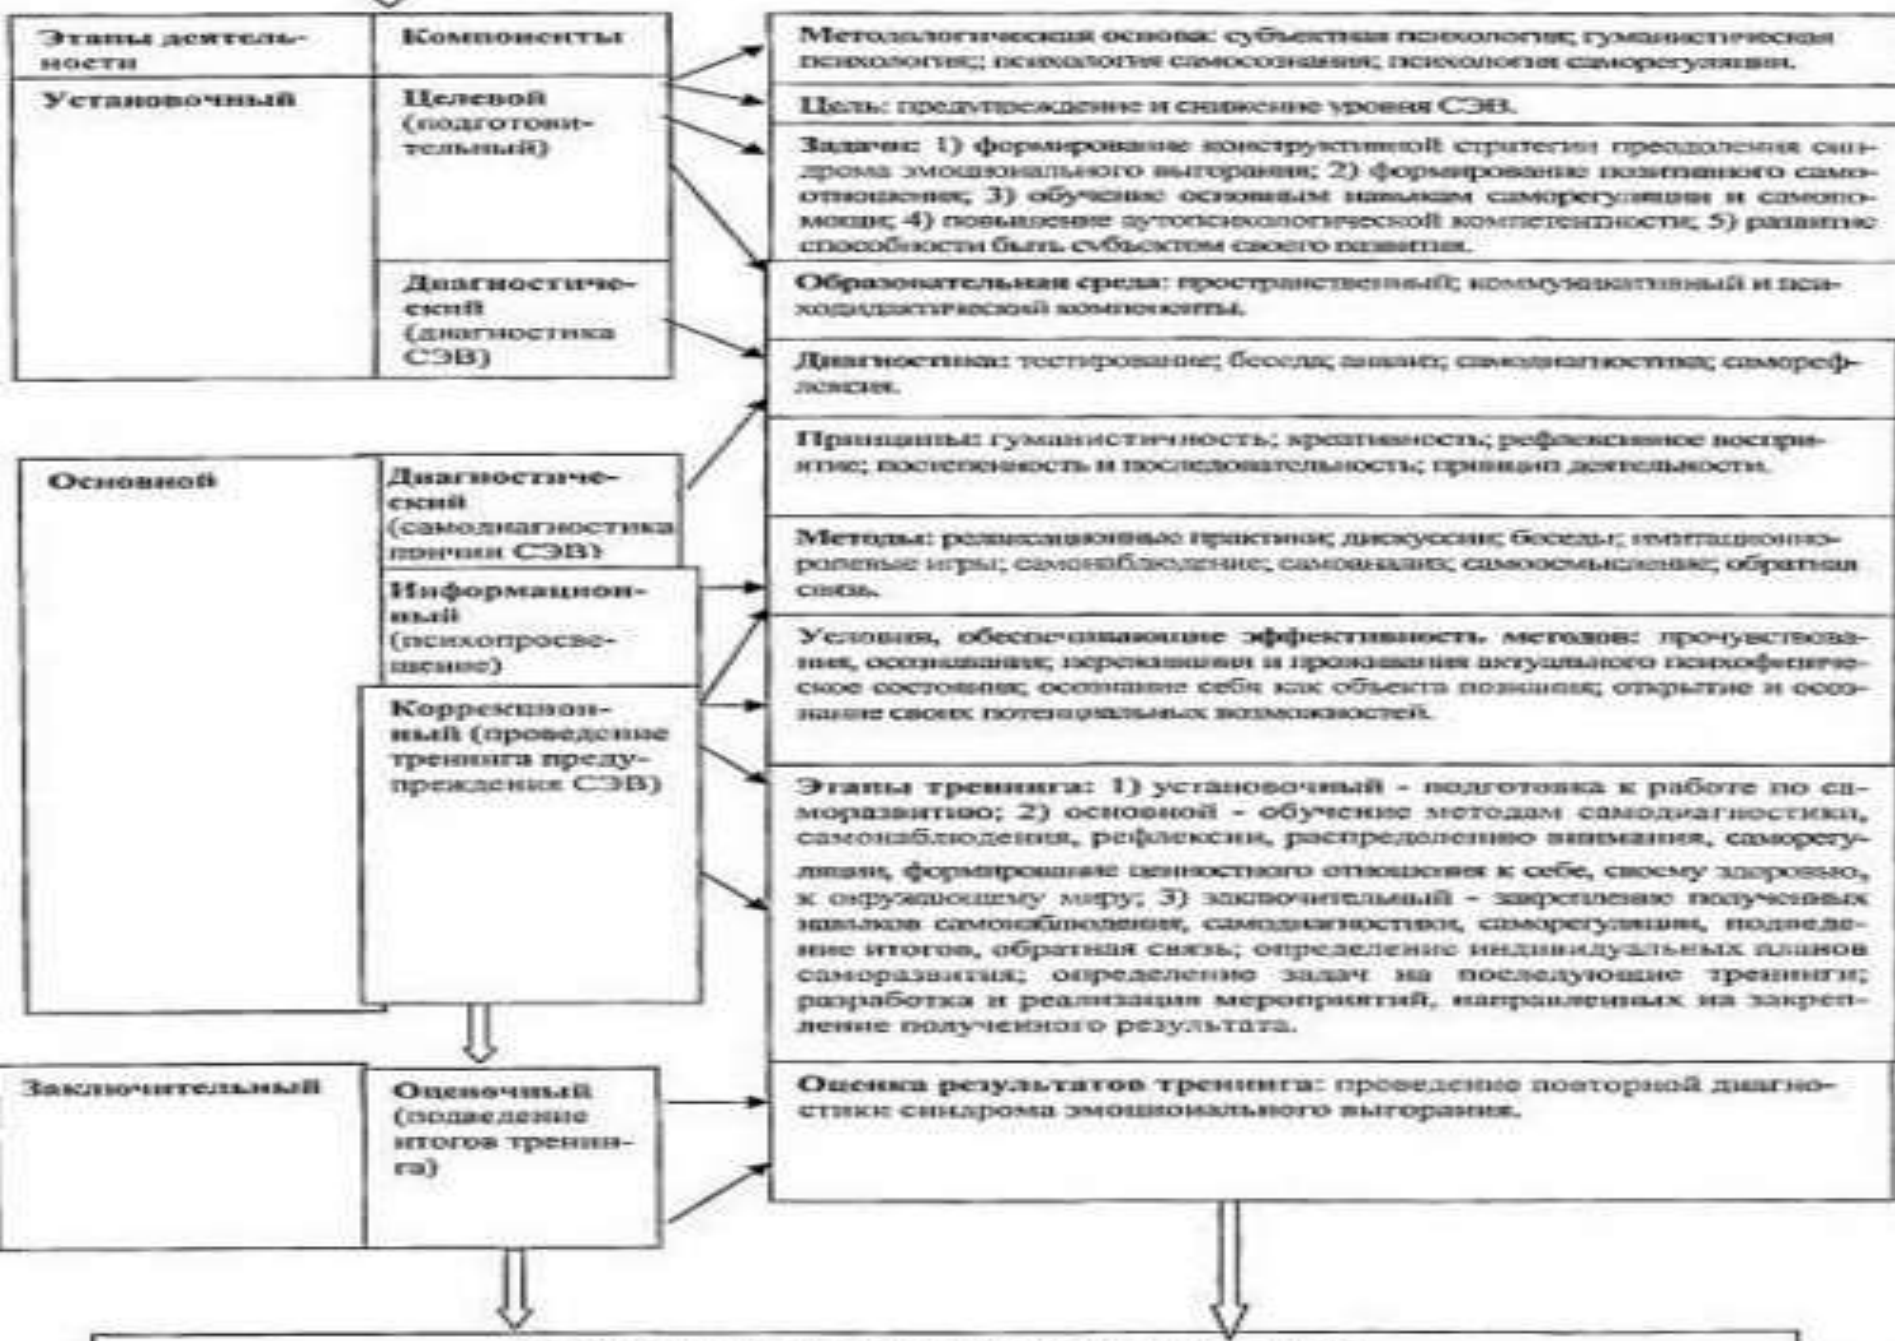 Этапы деятель-
ности
Компоненты
Установочный
Целевой
(подготови-
тельный)
Диагностиче-
ский
(диагностика
СЭВ)
Методологическая основа: субъектная психология; гуманистическая
психология;; психология самосознания; психология саморегуляции.
Цель: предупреждение и снижение уровня СЭВ.
Задачи: 1) формирование конструктивной стратегии преодоления син-
дрома эмоционального выгорания; 2) формирование позитивного само-
отношения; 3) обучение основным навыкам саморегуляции и самопо-
мощи; 4) повышение аутопсихологической компетентности; 5) развитие
способности быть субъектом своего развития.
Образовательная среда: пространственный; коммуникативный и пси-
ходидактический компоненты.
Диагностика: тестирование; беседа; анализ; самодиагностика; cаmореф-
лексия.
Принципы: гуманистичность; креативность; рефлексивное воспри-
ятие; постепенность и последовательность; принцип деятельности.
Основной
Диагностиче-
ский
(самодиагностика
причин СЭВ)
Информацион-
ный
(психопросве-
щение)
Коррекцион-
ный (проведение
тренинга преду-
преждения СЭВ)
Методы: релаксационные практики; дискуссии; беседы; имитационно-
ролевые игры; самонаблюдение; самоанализ; самоосмысление; обратная
связь.
Условия, обеспечивающие эффективность методов: прочувствова-
ния, осознавания; переживания и проживания актуального психофизиче-
ское состояния; осознание себя как объекта познания; открытие и осоз-
нание своих потенциальных возможностей.
Этапы тренинга: 1) установочный - подготовка к работе по са-
моразвитию; 2) основной - обучение методам самодиагностики,
самонаблюдения, рефлексии, распределению внимания, саморегу-
ляции, формирование ценностного отношения к себе, своему здоровью,
к окружающему миру; 3) заключительный - закрепление полученных
навыков самонаблюдения, самодиагностики, саморегуляции, подведе-
ние итогов, обратная связь; определение индивидуальных планов
саморазвития; определение задач на последующие тренинги;
разработка и реализация мероприятий, направленных на закреп-
ление полученного результата.
Заключительный
Оценочный
(подведение
итогов тренин-
га)
Оценка результатов тренинга: проведение повторной диагно-
стики синдрома эмоционального выгорания.